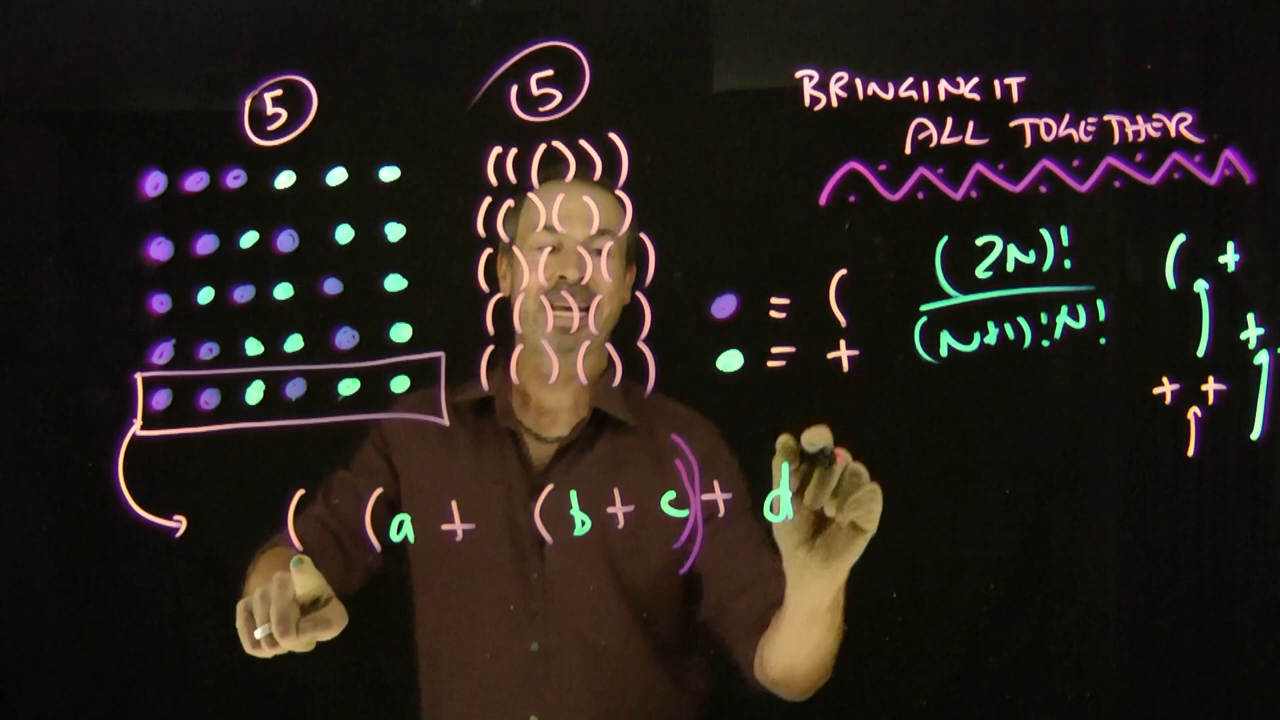 5
5
((()))
(()())
()()()
()(())
(())()
BRINGING IT
ALL TOGETHER
= (
= +
(2N)!
(N+1)!N!
( +
+
+ +
( (a + (b + c)) + d